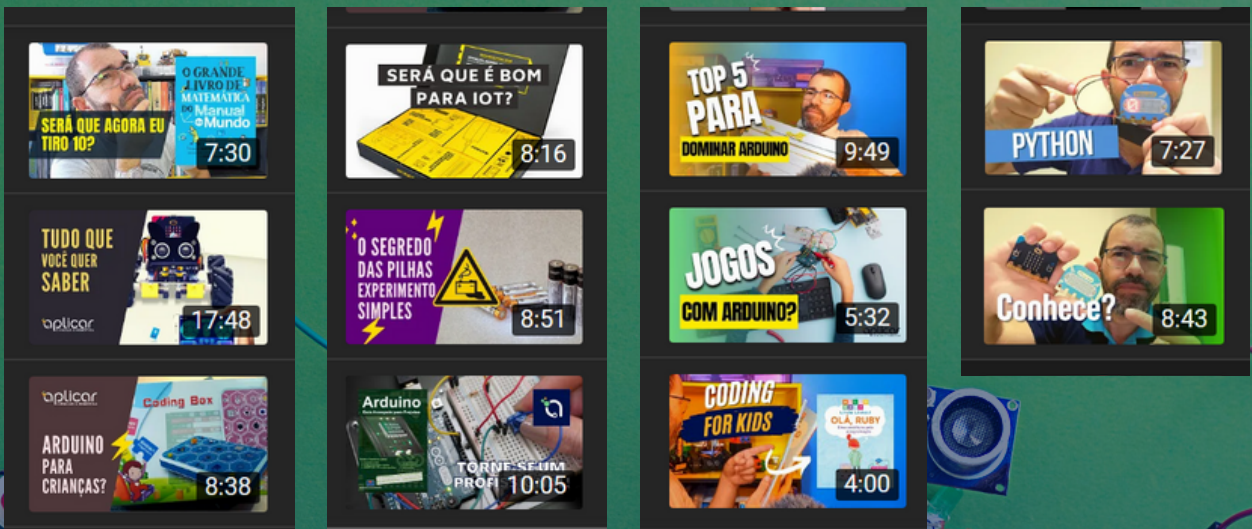 SERÁ QUE AGORA EU
TIRO 10?
O GRANDE
LIVRO DE
MATEMÁTICA
DO Manual
do Mundo
7:30
TUDO QUE
VOCÊ QUER
SABER
aplicar
17:48
aplicar
Coding Box
ARDUINO
PARA
CRIANÇAS?
8:38
SERÁ QUE É BOM
PARA IOT?
8:16
O SEGREDO
DAS PILHAS
EXPERIMENTO
SIMPLES
8:51
Arduino
TORNE-SE UM
PROFI
10:05
TOP 5
PARA
DOMINAR ARDUINO
9:49
JOGOS
COM ARDUINO?
5:32
CODING
FOR KIDS
OLÁ, RUBY
4:00
PYTHON
7:27
Conhece?
8:43